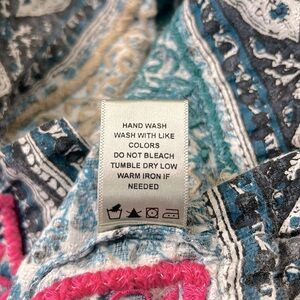 HAND WASH
WASH WITH LIKE
COLORS
DO NOT BLEACH
TUMBLE DRY LOW
WARM IRON IF
NEEDED